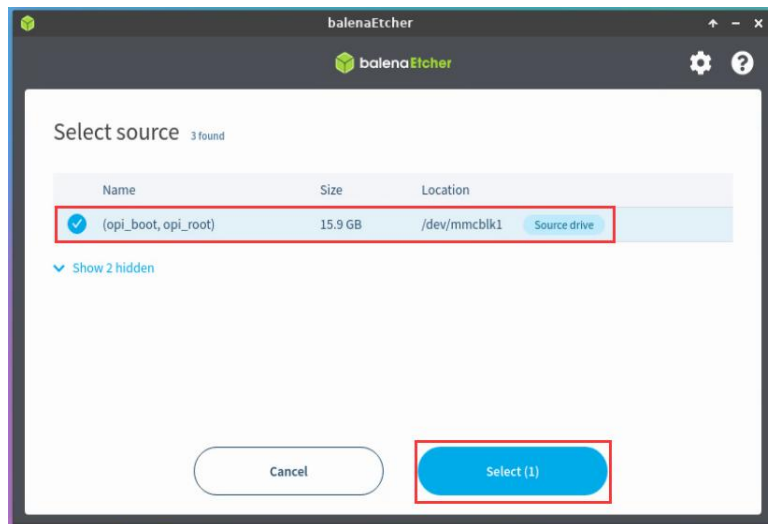 balenaEtcher
balenaEtcher
Select source 3 found
Name Size Location
(opi_boot, opi_root) 15.9 GB /dev/mmcblk1 Source drive
Show 2 hidden
Cancel Select (1)